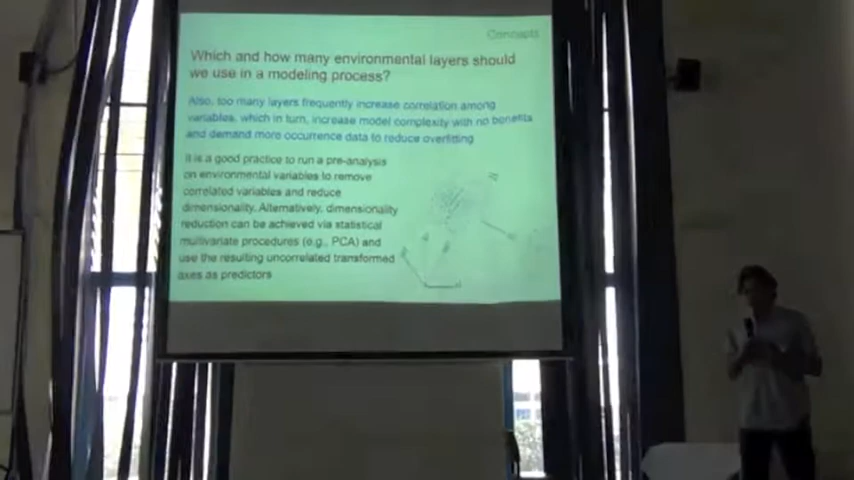 Concepts
Which and how many environmental layers should
we use in a modeling process?
Also, too many layers frequently increase correlation among
variables, which in turn, increase model complexity with no benefits
and demand more occurrence data to reduce overfitting
It is a good practice to run a pre-analysis
on environmental variables to remove
correlated variables and reduce
dimensionality. Alternatively, dimensionality
reduction can be achieved via statistical
multivariate procedures (e.g., PCA) and
use the resulting uncorrelated transformed
axes as predictors